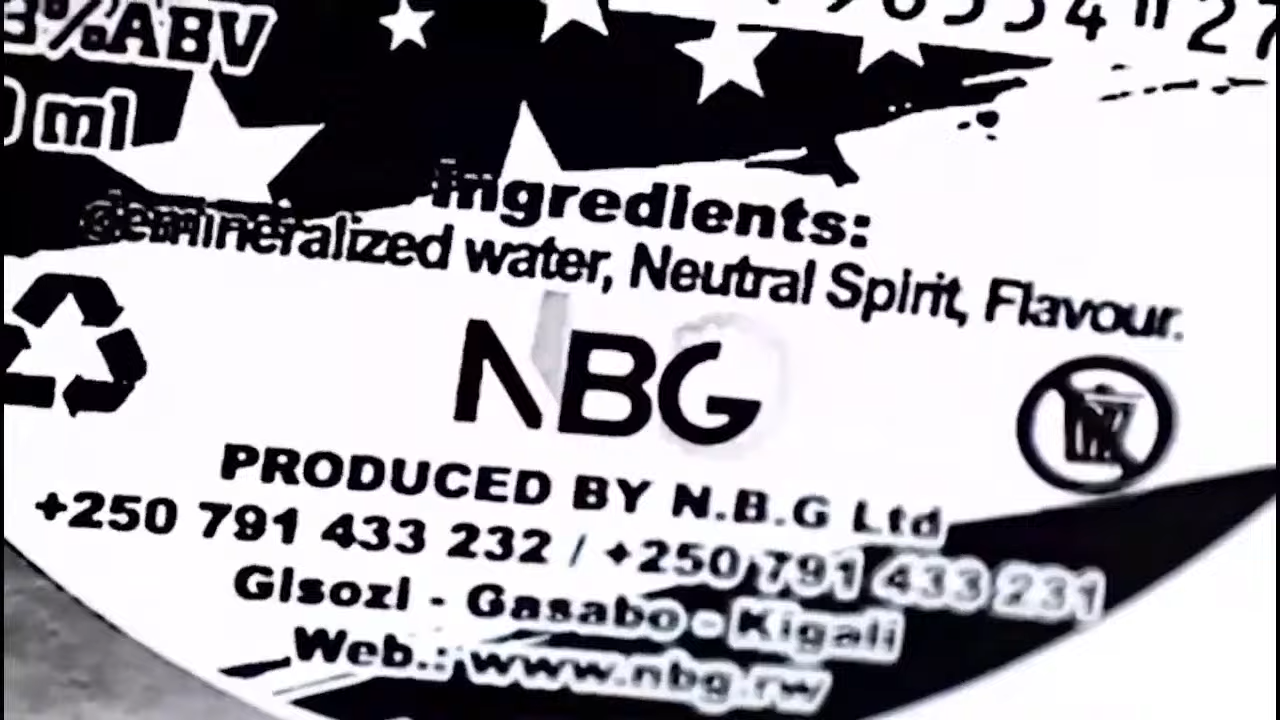 3%ABV
ml
Ingredients:
demineralized water, Neutral Spirit, Flavour.
NBG
PRODUCED BY N.B.G Ltd
+250 791 433 232 / +250 791 433 231
Gisozi - Gasabo - Kigali
Web.: www.nbg.rw